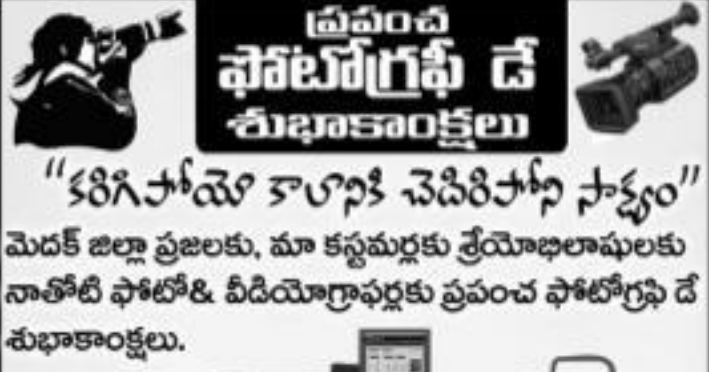 ప్రపంచ
ఫోటోగ్రఫీ డే
శుభాకాంక్షలు
"కరిగిపోయే కాలానికి చెదిరిపోని సాక్ష్యం"
మెదక్ జిల్లా ప్రజలకు, మా కస్టమర్లకు శ్రేయోభిలాషులకు
నాతోటి ఫోటో& వీడియోగ్రాఫర్లకు ప్రపంచ ఫోటోగ్రఫి డే
శుభాకాంక్షలు.